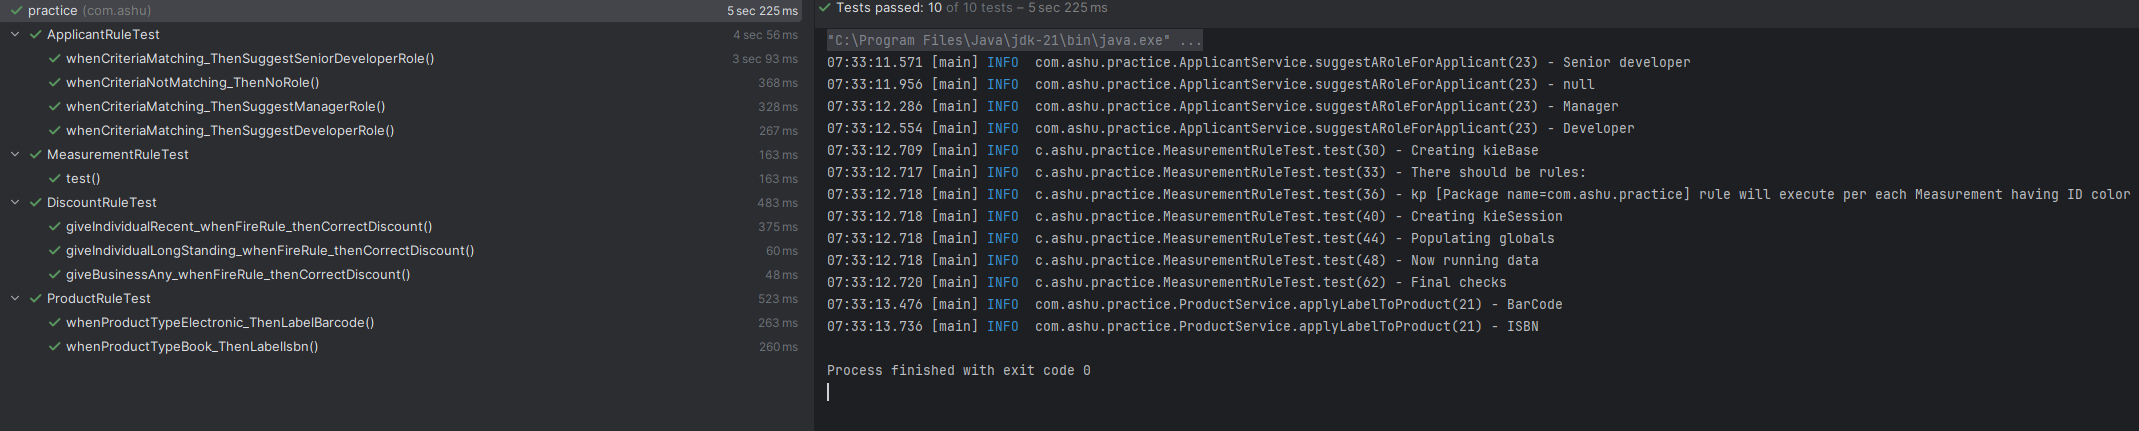 practice (com.ashu) 5 sec 225 ms
ApplicantRuleTest 4 sec 56 ms
whenCriteriaMatching_ThenSuggestSeniorDeveloperRole() 3 sec 93 ms
whenCriteriaNotMatching_ThenNoRole() 368 ms
whenCriteriaMatching_ThenSuggestManagerRole() 328 ms
whenCriteriaMatching_ThenSuggestDeveloperRole() 267 ms
MeasurementRuleTest 163 ms
test() 163 ms
DiscountRuleTest 483 ms
giveIndividualRecent_whenFireRule_thenCorrectDiscount() 375 ms
giveIndividualLongStanding_whenFireRule_thenCorrectDiscount() 60 ms
giveBusinessAny_whenFireRule_thenCorrectDiscount() 48 ms
ProductRuleTest 523 ms
whenProductTypeElectronic_ThenLabelBarcode() 263 ms
whenProductTypeBook_ThenLabelIsbn() 260 ms
Tests passed: 10 of 10 tests – 5 sec 225 ms
"C:\Program Files\Java\jdk-21\bin\java.exe" ...
07:33:11.571 [main] INFO  com.ashu.practice.ApplicantService.suggestARoleForApplicant(23) - Senior developer
07:33:11.956 [main] INFO  com.ashu.practice.ApplicantService.suggestARoleForApplicant(23) - null
07:33:12.286 [main] INFO  com.ashu.practice.ApplicantService.suggestARoleForApplicant(23) - Manager
07:33:12.554 [main] INFO  com.ashu.practice.ApplicantService.suggestARoleForApplicant(23) - Developer
07:33:12.709 [main] INFO  c.ashu.practice.MeasurementRuleTest.test(30) - Creating kieBase
07:33:12.717 [main] INFO  c.ashu.practice.MeasurementRuleTest.test(33) - There should be rules:
07:33:12.718 [main] INFO  c.ashu.practice.MeasurementRuleTest.test(36) - kp [Package name=com.ashu.practice] rule will execute per each Measurement having ID color
07:33:12.718 [main] INFO  c.ashu.practice.MeasurementRuleTest.test(40) - Creating kieSession
07:33:12.718 [main] INFO  c.ashu.practice.MeasurementRuleTest.test(44) - Populating globals
07:33:12.718 [main] INFO  c.ashu.practice.MeasurementRuleTest.test(48) - Now running data
07:33:12.720 [main] INFO  c.ashu.practice.MeasurementRuleTest.test(62) - Final checks
07:33:13.476 [main] INFO  com.ashu.practice.ProductService.applyLabelToProduct(21) - BarCode
07:33:13.736 [main] INFO  com.ashu.practice.ProductService.applyLabelToProduct(21) - ISBN
Process finished with exit code 0